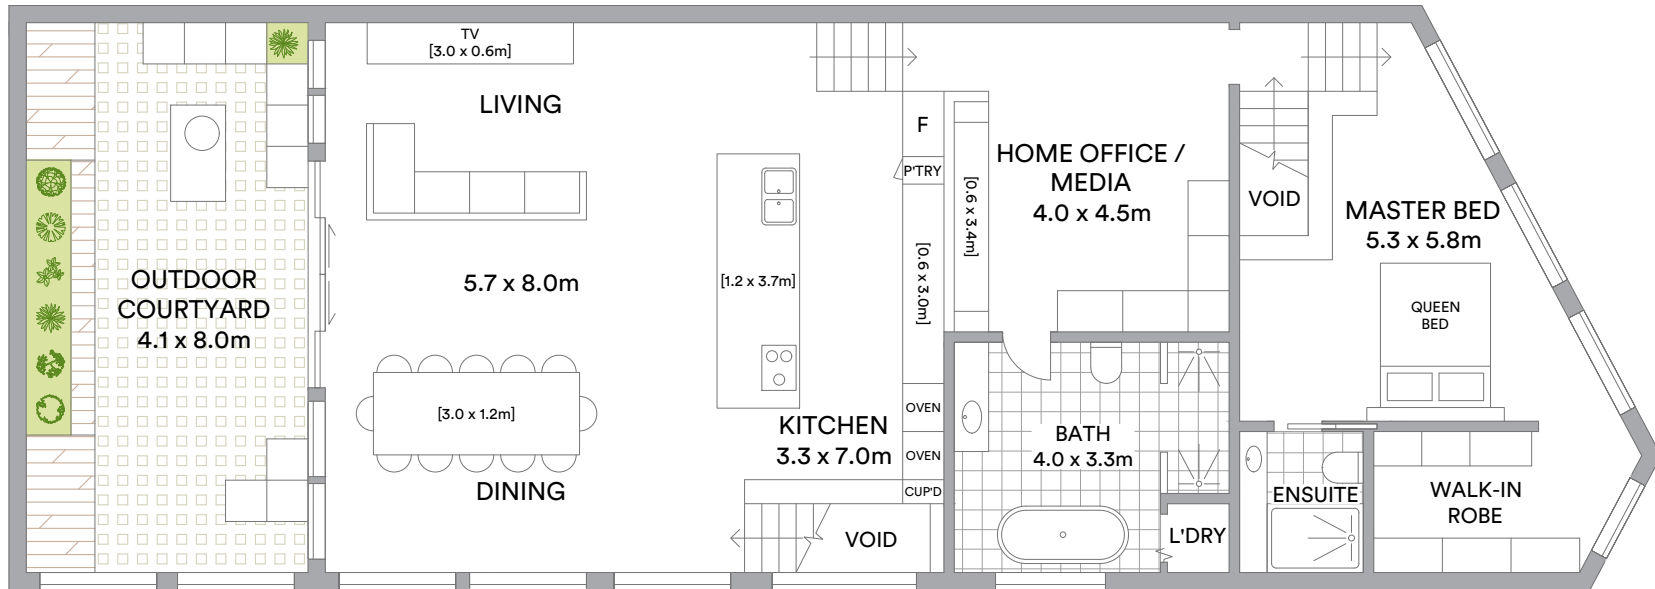 TV
[3.0 x 0.6m]
LIVING
5.7 x 8.0m
OUTDOOR
COURTYARD
4.1 x 8.0m
[3.0 x 1.2m]
DINING
[1.2 x 3.7m]
KITCHEN
3.3 x 7.0m
F
P'TRY
[0.6 x 3.0m]
OVEN
OVEN
CUP'D
VOID
[0.6 x 3.4m]
HOME OFFICE /
MEDIA
4.0 x 4.5m
BATH
4.0 x 3.3m
L'DRY
VOID
MASTER BED
5.3 x 5.8m
QUEEN
BED
ENSUITE
WALK-IN
ROBE